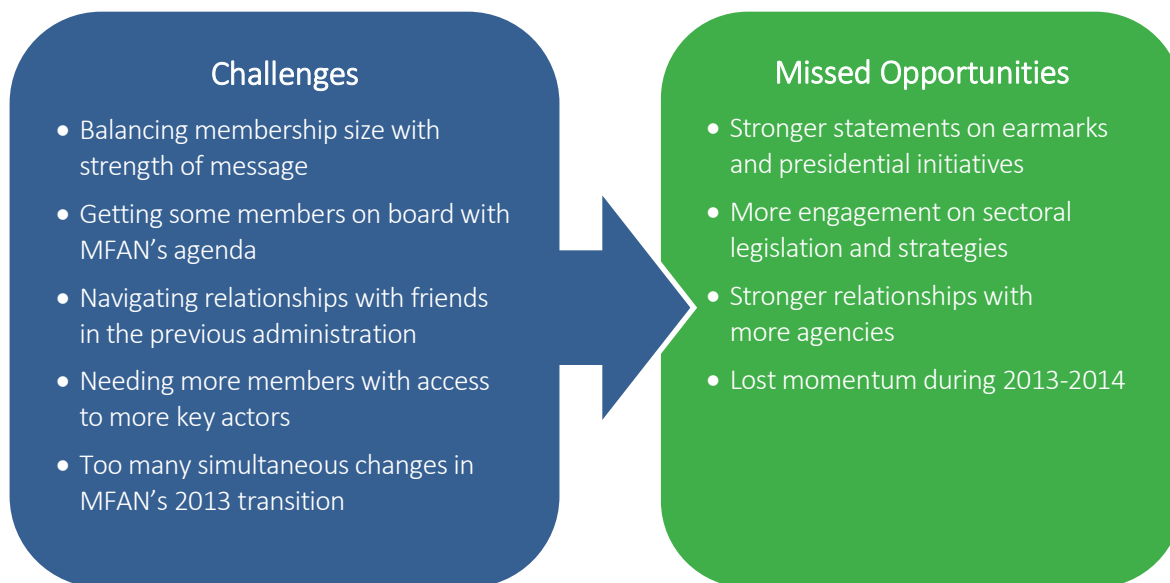 Challenges
• Balancing membership size with
strength of message
• Getting some members on board with
MFAN’s agenda
• Navigating relationships with friends
in the previous administration
• Needing more members with access
to more key actors
• Too many simultaneous changes in
MFAN’s 2013 transition
Missed Opportunities
• Stronger statements on earmarks
and presidential initiatives
• More engagement on sectoral
legislation and strategies
• Stronger relationships with
more agencies
• Lost momentum during 2013-2014